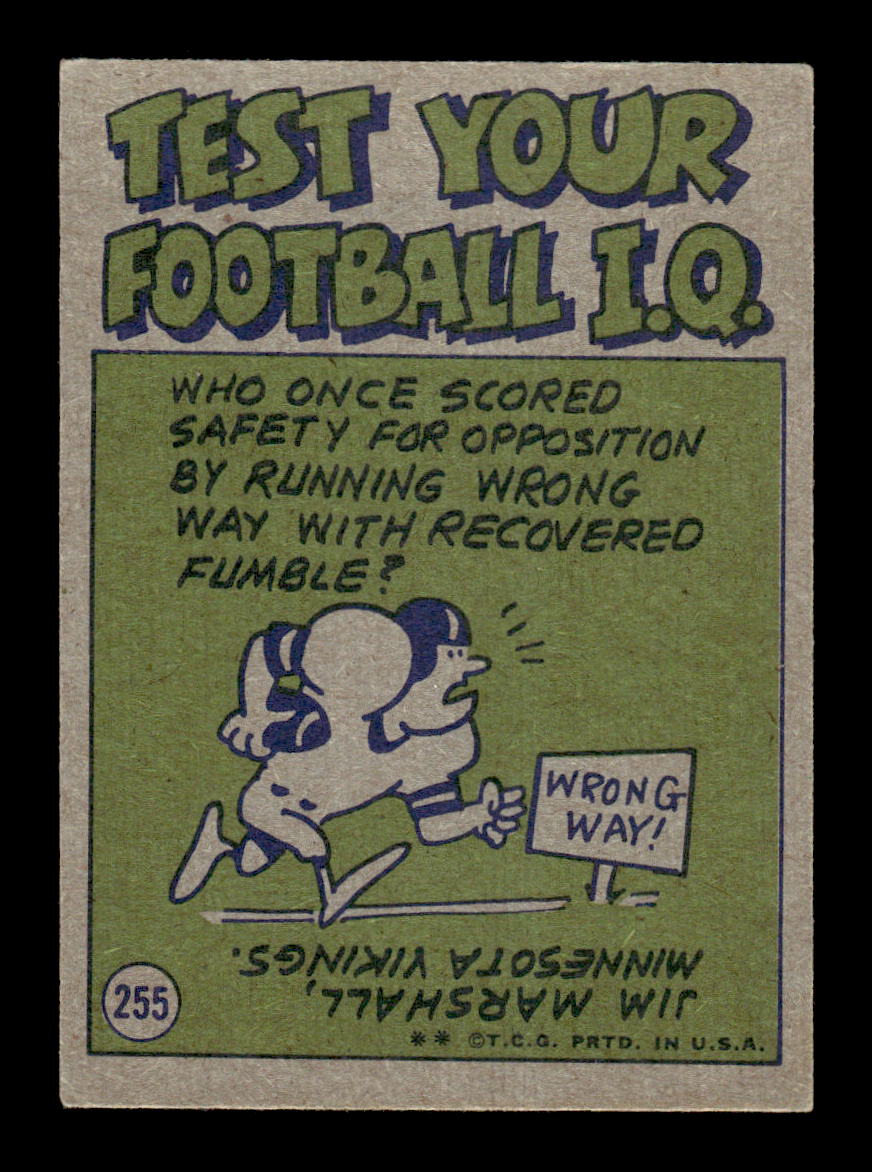 TEST YOUR
FOOTBALL I.Q.
WHO ONCE SCORED
SAFETY FOR OPPOSITION
BY RUNNING WRONG
WAY WITH RECOVERED
FUMBLE?
WRONG
WAY!
JIM MARSHALL,
MINNESOTA VIKINGS.
255
** ©T.C.G. PRTD. IN U.S.A.